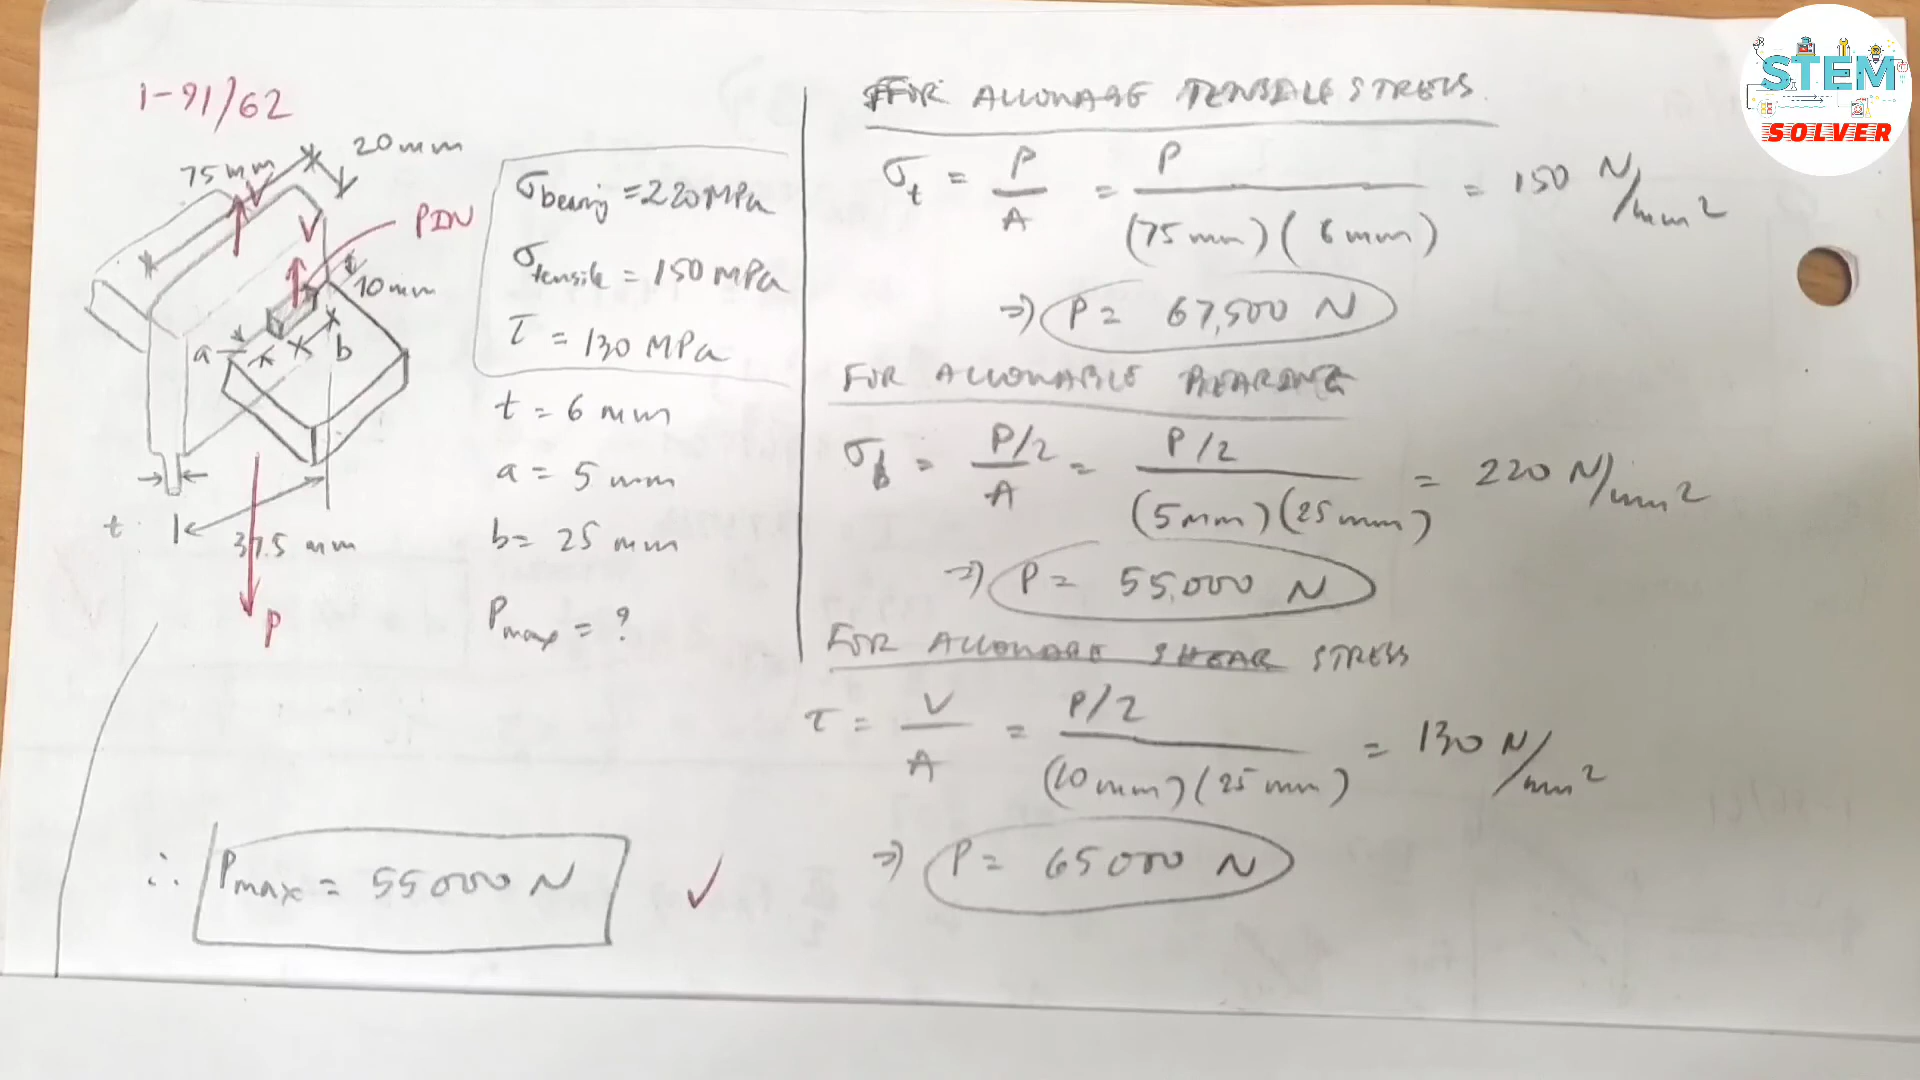 1-91/62
75 mm
20 mm
V
V
PIN
10 mm
a
b
t
37.5 mm
P
σbearing = 220 MPa
σtensile = 150 MPa
τ = 130 MPa
t = 6 mm
a = 5 mm
b = 25 mm
Pmax = ?
∴ Pmax = 55000 N ✓
FOR ALLOWABE TENSILE STRESS
σt = P/A = P/(75 mm)(6 mm) = 150 N/mm²
⇒ P = 67,500 N
FOR ALLOWABLE BEARING
σb = P/2/A = P/2/(5 mm)(25 mm) = 220 N/mm²
⇒ P = 55,000 N
FOR ALLOWABE SHEAR STRESS
τ = V/A = P/2/(10 mm)(25 mm) = 130 N/mm²
⇒ P = 65000 N
STEM
SOLVER